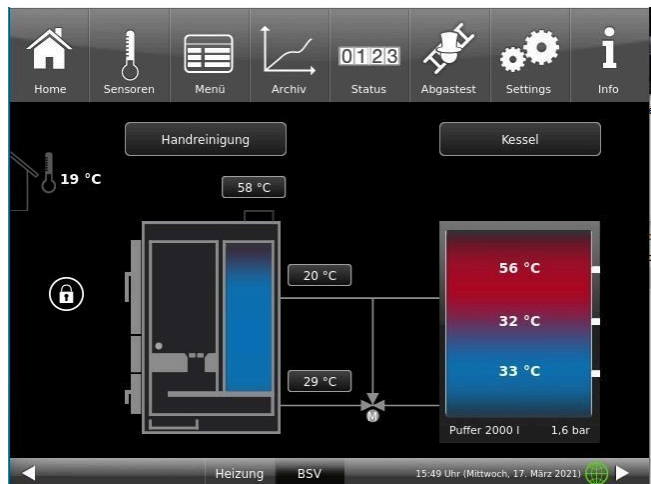 0123
Home Sensoren Menü Archiv Status Abgastest Settings Info
Handreinigung Kessel
19 °C
58 °C
20 °C
56 °C
32 °C
29 °C
33 °C
M
Puffer 2000 l 1,6 bar
Heizung BSV 15:49 Uhr (Mittwoch, 17. März 2021)